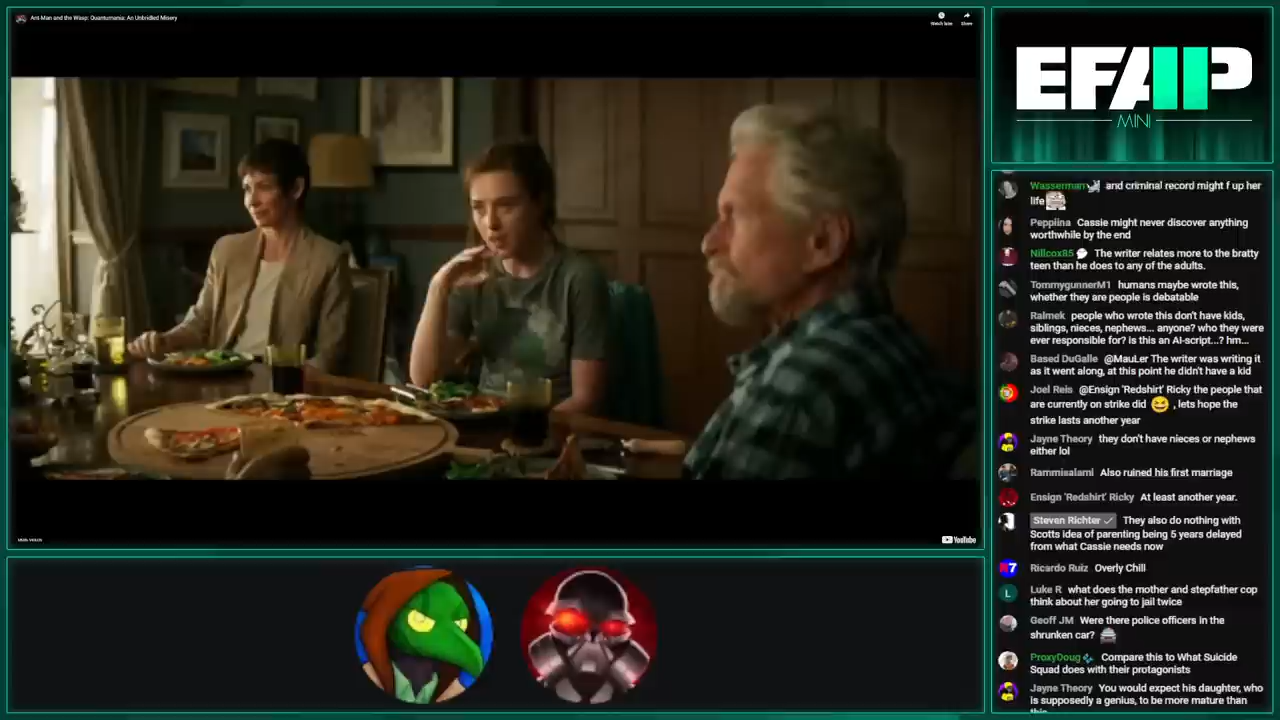 Ant-Man and the Wasp: Quantumania: An Unbridled Misery
Watch later
Share
MORE VIDEOS
YouTube
EFAP
MINI
Wasserman and criminal record might f up her
life
Peppina Cassie might never discover anything
worthwhile by the end
Nillcox85 The writer relates more to the bratty
teen than he does to any of the adults.
TommygunnerM1 humans maybe wrote this,
whether they are people is debatable
Ralmek people who wrote this don't have kids,
siblings, nieces, nephews... anyone? who they were
ever responsible for? is this an AI-script...? hm...
Based DuGalle @MauLer The writer was writing it
as it went along, at this point he didn't have a kid
Joel Reis @Ensign 'Redshirt' Ricky the people that
are currently on strike did 😆 , lets hope the
strike lasts another year
Jayne Theory they don't have nieces or nephews
either lol
Rammisalami Also ruined his first marriage
Ensign 'Redshirt' Ricky At least another year.
Steven Richter ✓ They also do nothing with
Scotts idea of parenting being 5 years delayed
from what Cassie needs now
N7 Ricardo Ruiz Overly Chill
L Luke R what does the mother and stepfather cop
think about her going to jail twice
Geoff JM Were there police officers in the
shrunken car? 🚔
ProxyDoug Compare this to What Suicide
Squad does with their protagonists
Jayne Theory You would expect his daughter, who
is supposedly a genius, to be more mature than